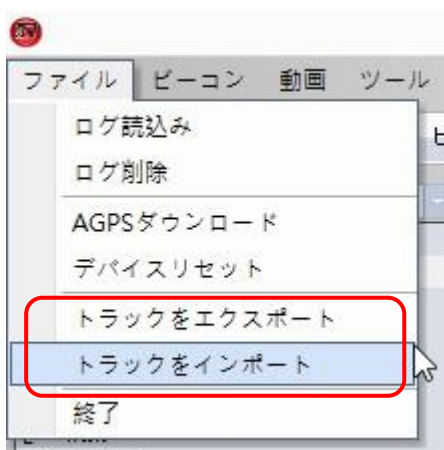 ファイル ビーコン 動画 ツール
ログ読込み
ログ削除
AGPSダウンロード
デバイスリセット
トラックをエクスポート
トラックをインポート
終了